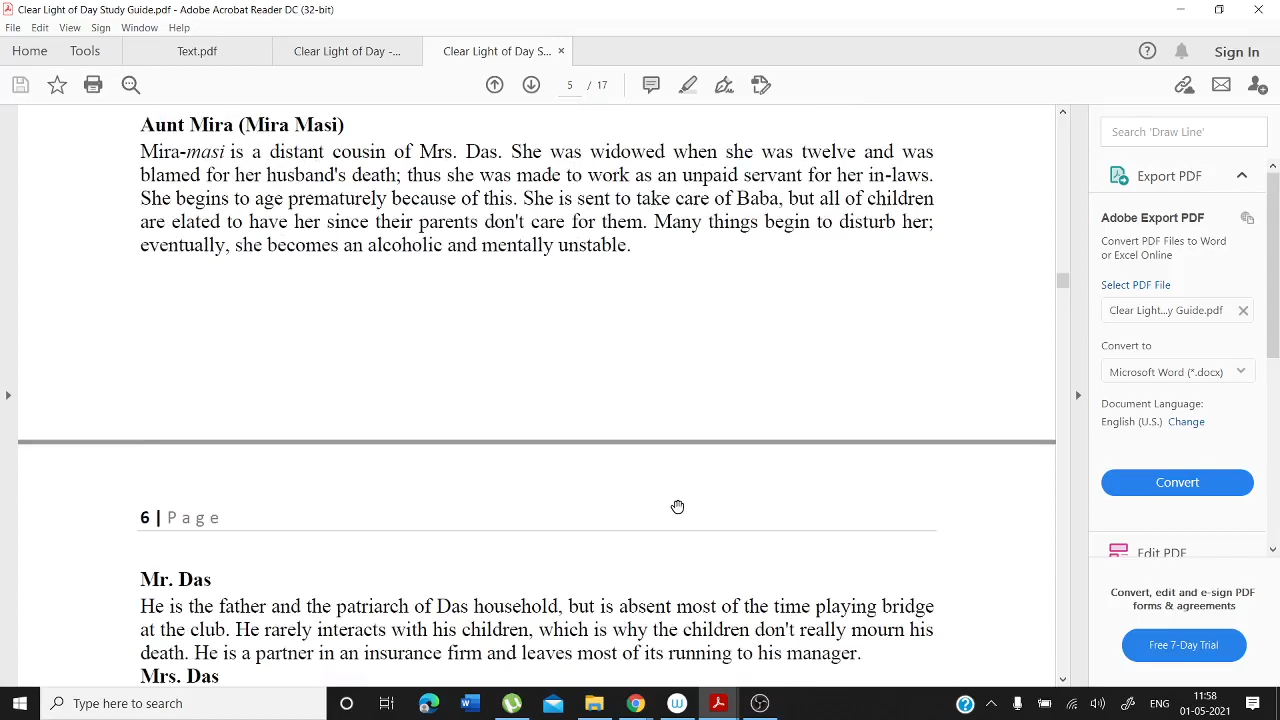 Clear Light of Day Study Guide.pdf - Adobe Acrobat Reader DC (32-bit)
File Edit View Sign Window Help
Home Tools Text.pdf Clear Light of Day -... Clear Light of Day S... × Sign In
5 / 17
Aunt Mira (Mira Masi)
Mira-masi is a distant cousin of Mrs. Das. She was widowed when she was twelve and was
blamed for her husband's death; thus she was made to work as an unpaid servant for her in-laws.
She begins to age prematurely because of this. She is sent to take care of Baba, but all of children
are elated to have her since their parents don't care for them. Many things begin to disturb her;
eventually, she becomes an alcoholic and mentally unstable.
6 | Page
Mr. Das
He is the father and the patriarch of Das household, but is absent most of the time playing bridge
at the club. He rarely interacts with his children, which is why the children don't really mourn his
death. He is a partner in an insurance firm and leaves most of its running to his manager.
Mrs. Das
Search 'Draw Line'
Export PDF
Adobe Export PDF
Convert PDF Files to Word
or Excel Online
Select PDF File
Clear Light...y Guide.pdf
Convert to
Microsoft Word (*.docx)
Document Language:
English (U.S.) Change
Convert
Edit PDF
Convert, edit and e-sign PDF
forms & agreements
Free 7-Day Trial
Type here to search
ENG
11:58
01-05-2021